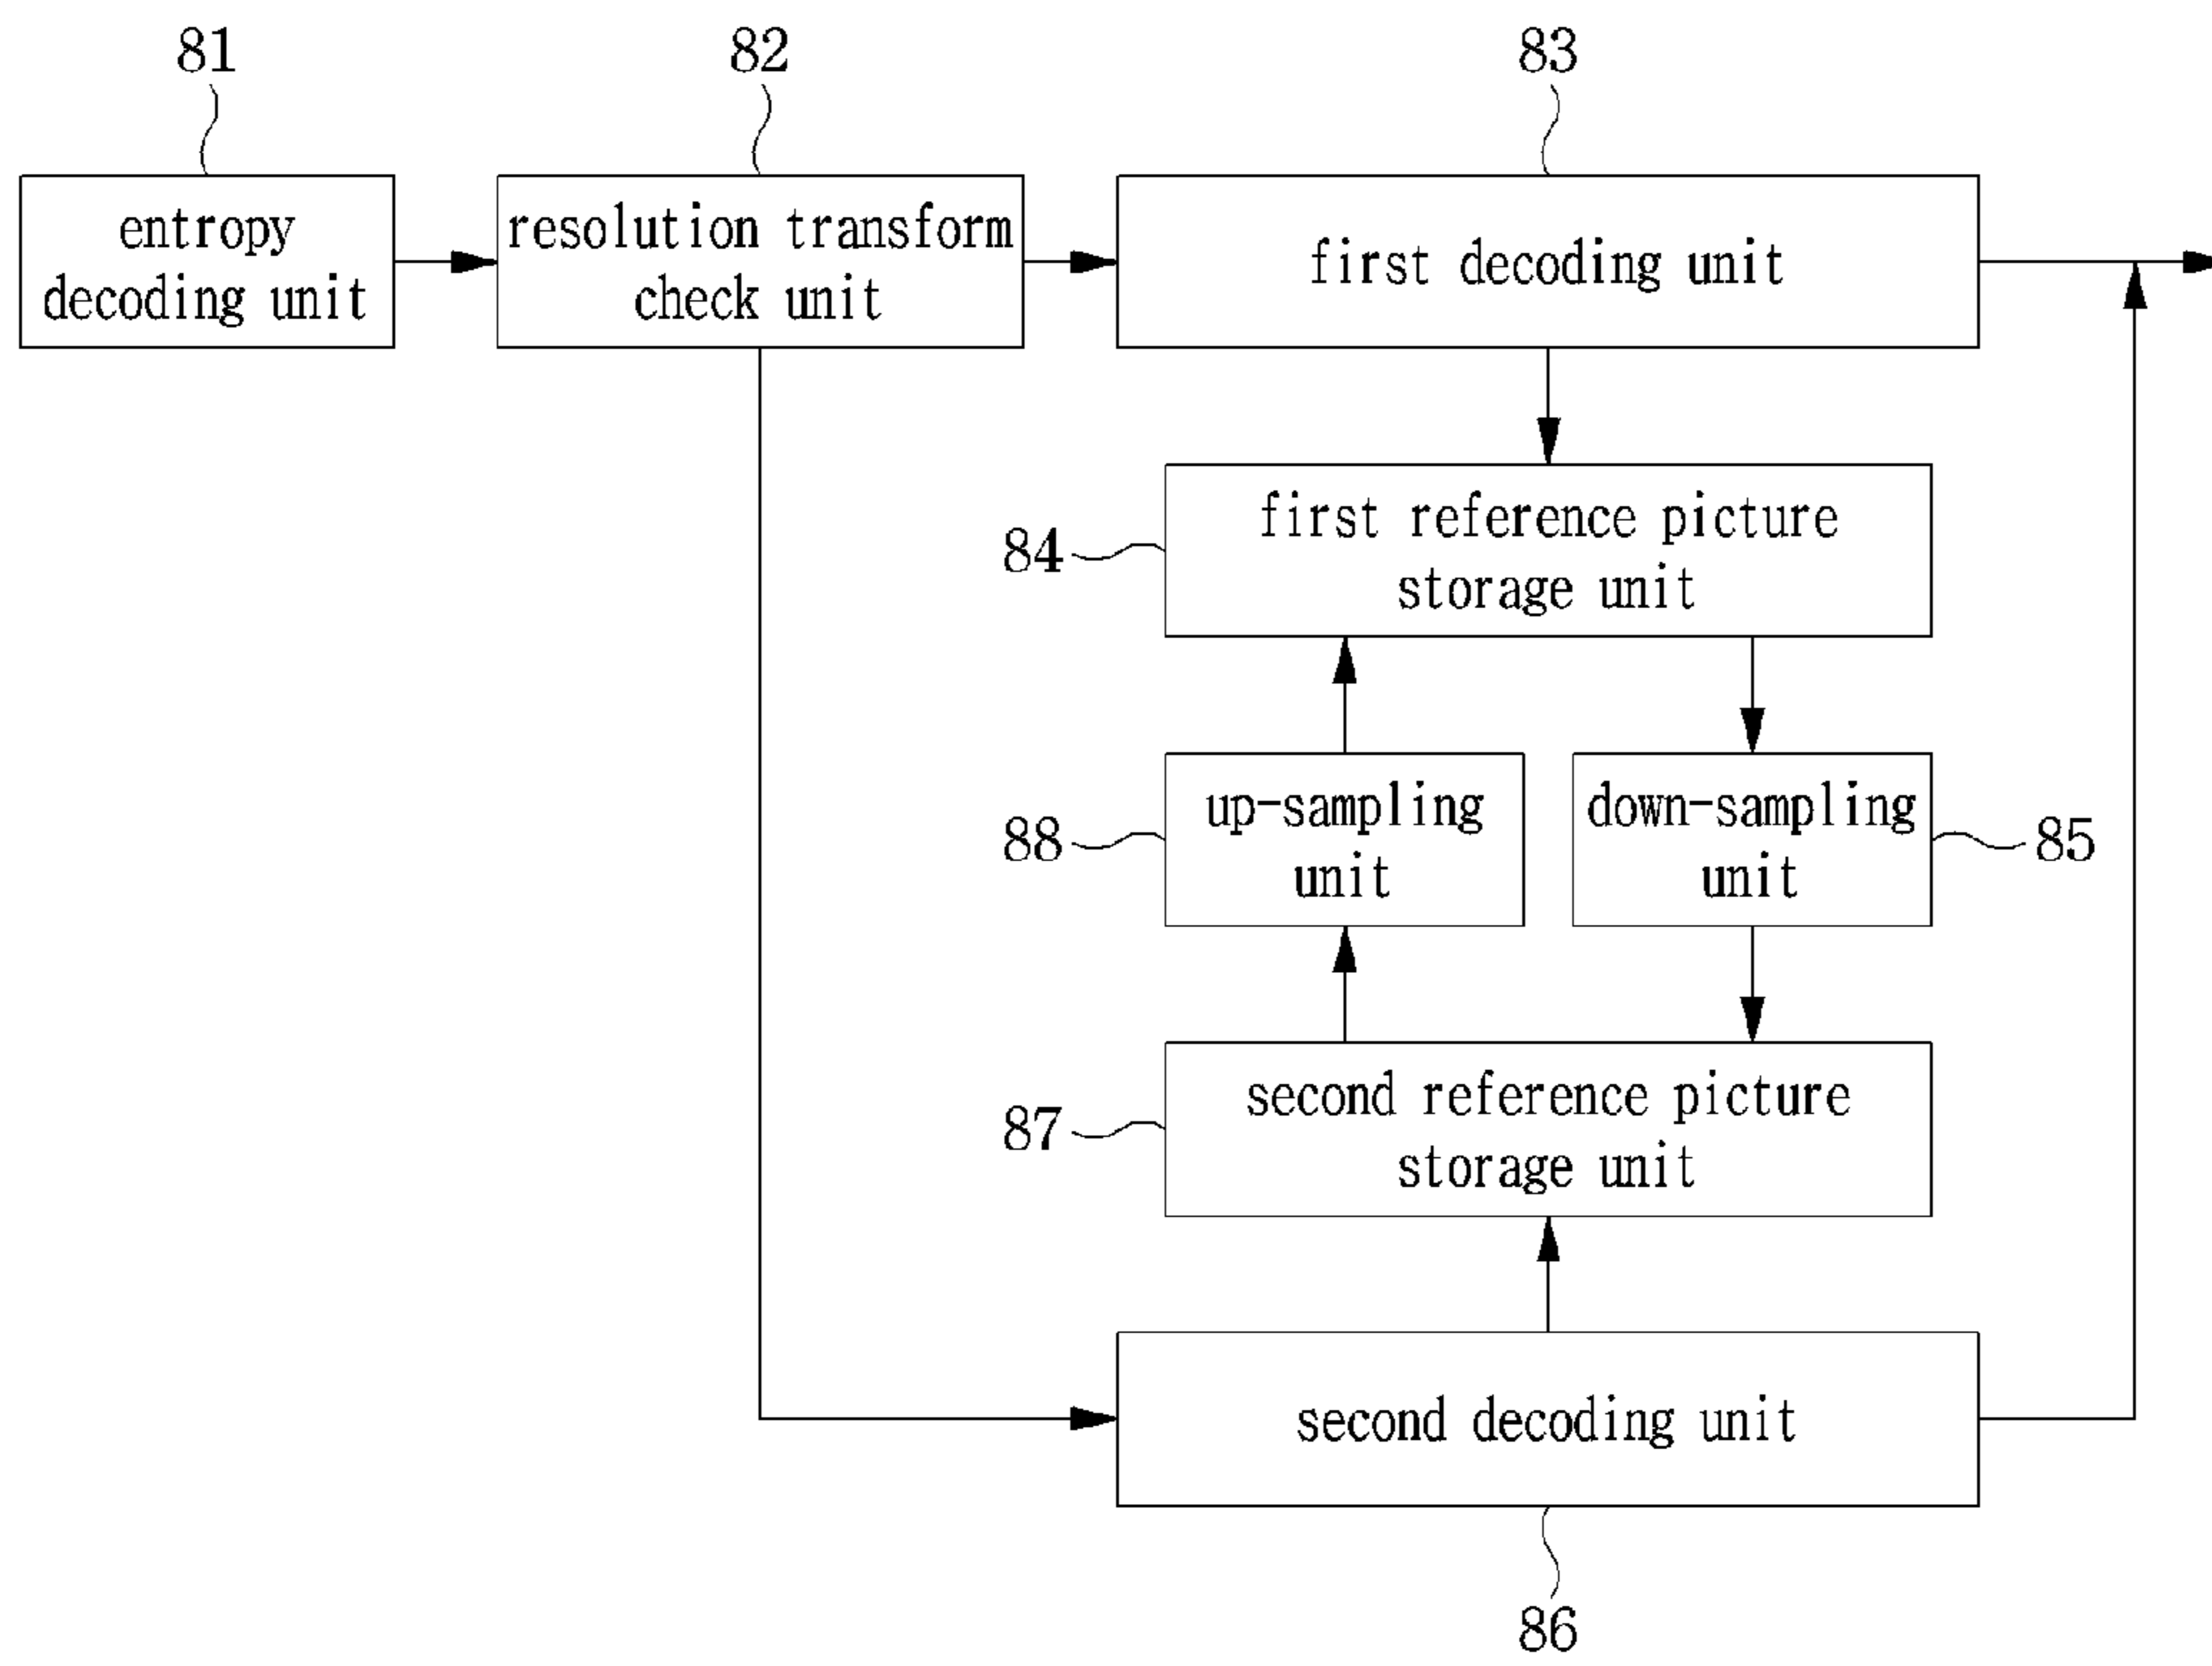 81
82
83
entropy
decoding unit
resolution transform
check unit
first decoding unit
84
first reference picture
storage unit
88
up-sampling
unit
down-sampling
unit
85
87
second reference picture
storage unit
second decoding unit
86